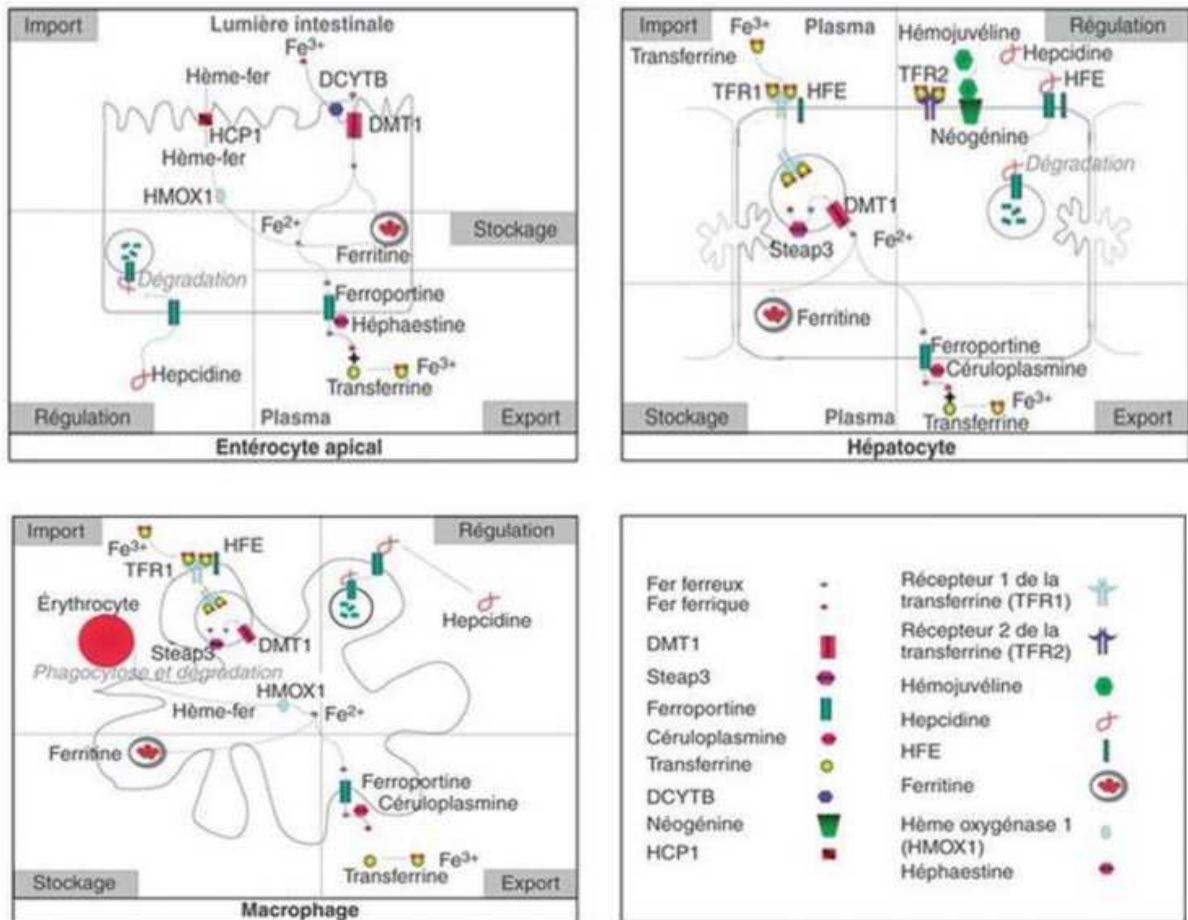 Import
Lumière intestinale
Fe3+
Hème-fer
DCYTB
HCP1
DMT1
Hème-fer
HMOX1
Fe2+
Stockage
Ferritine
Dégradation
Ferroportine
Héphaestine
Hepcidine
Fe3+
Transferrine
Régulation
Plasma
Export
Entérocyte apical
Import
Fe3+
Plasma
Hémojuvéline
Régulation
Transferrine
Hepcidine
TFR1
HFE
TFR2
HFE
Néogénine
Dégradation
DMT1
Steap3
Fe2+
Ferritine
Ferroportine
Céruloplasmine
Fe3+
Transferrine
Stockage
Plasma
Export
Hépatocyte
Import
Régulation
Fe3+
HFE
TFR1
Érythrocyte
Hepcidine
Steap3
DMT1
Phagocytose et dégradation
HMOX1
Hème-fer
Fe2+
Ferritine
Ferroportine
Céruloplasmine
Transferrine
Fe3+
Stockage
Export
Macrophage
Fer ferreux
Fer ferrique
DMT1
Steap3
Ferroportine
Céruloplasmine
Transferrine
DCYTB
Néogénine
HCP1
Récepteur 1 de la
transferrine (TFR1)
Récepteur 2 de la
transferrine (TFR2)
Hémojuvéline
Hepcidine
HFE
Ferritine
Hème oxygénase 1
(HMOX1)
Héphaestine